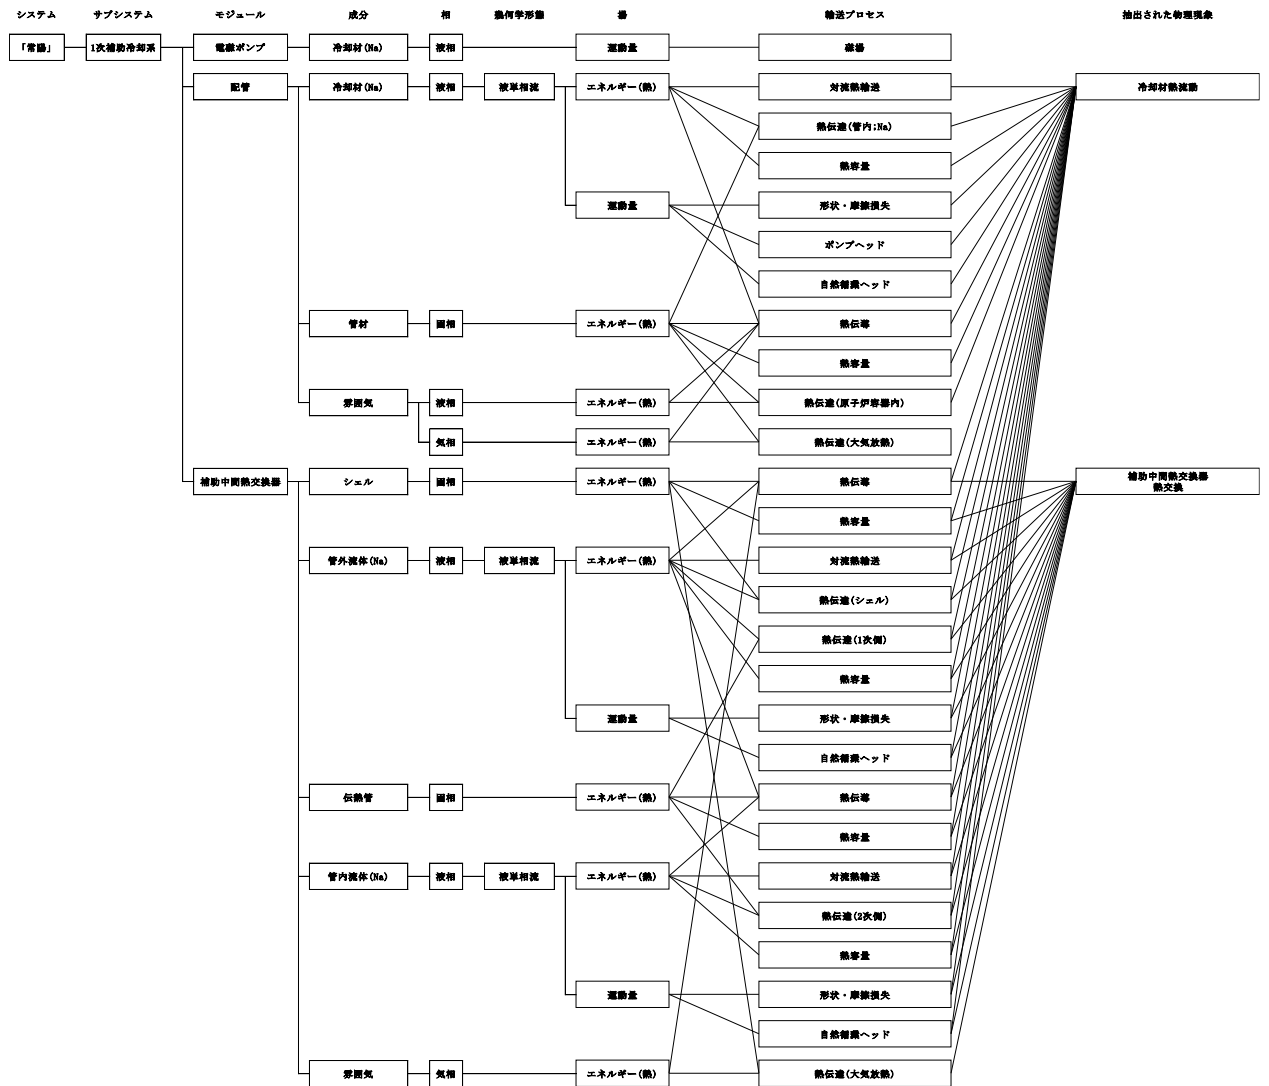 システム サブシステム モジュール 成分 相 幾何学形態 場 輸送プロセス 抽出された物理現象
「常陽」 1次補助冷却系 電磁ポンプ 冷却材(Na) 液相 運動量 磁場
配管 冷却材(Na) 液相 液単相流 エネルギー(熱) 対流熱輸送 冷却材熱流動
熱伝達(管内:Na)
熱容量
運動量 形状・摩擦損失
ポンプヘッド
自然循環ヘッド
管材 固相 エネルギー(熱) 熱伝導
熱容量
雰囲気 液相 エネルギー(熱) 熱伝達(原子炉容器内)
気相 エネルギー(熱) 熱伝達(大気放熱)
補助中間熱交換器 シェル 固相 エネルギー(熱) 熱伝導 補助中間熱交換器
熱交換
熱容量
管外流体(Na) 液相 液単相流 エネルギー(熱) 対流熱輸送
熱伝達(シェル)
熱伝達(1次側)
熱容量
運動量 形状・摩擦損失
自然循環ヘッド
伝熱管 固相 エネルギー(熱) 熱伝導
熱容量
管内流体(Na) 液相 液単相流 エネルギー(熱) 対流熱輸送
熱伝達(2次側)
熱容量
運動量 形状・摩擦損失
自然循環ヘッド
雰囲気 気相 エネルギー(熱) 熱伝達(大気放熱)